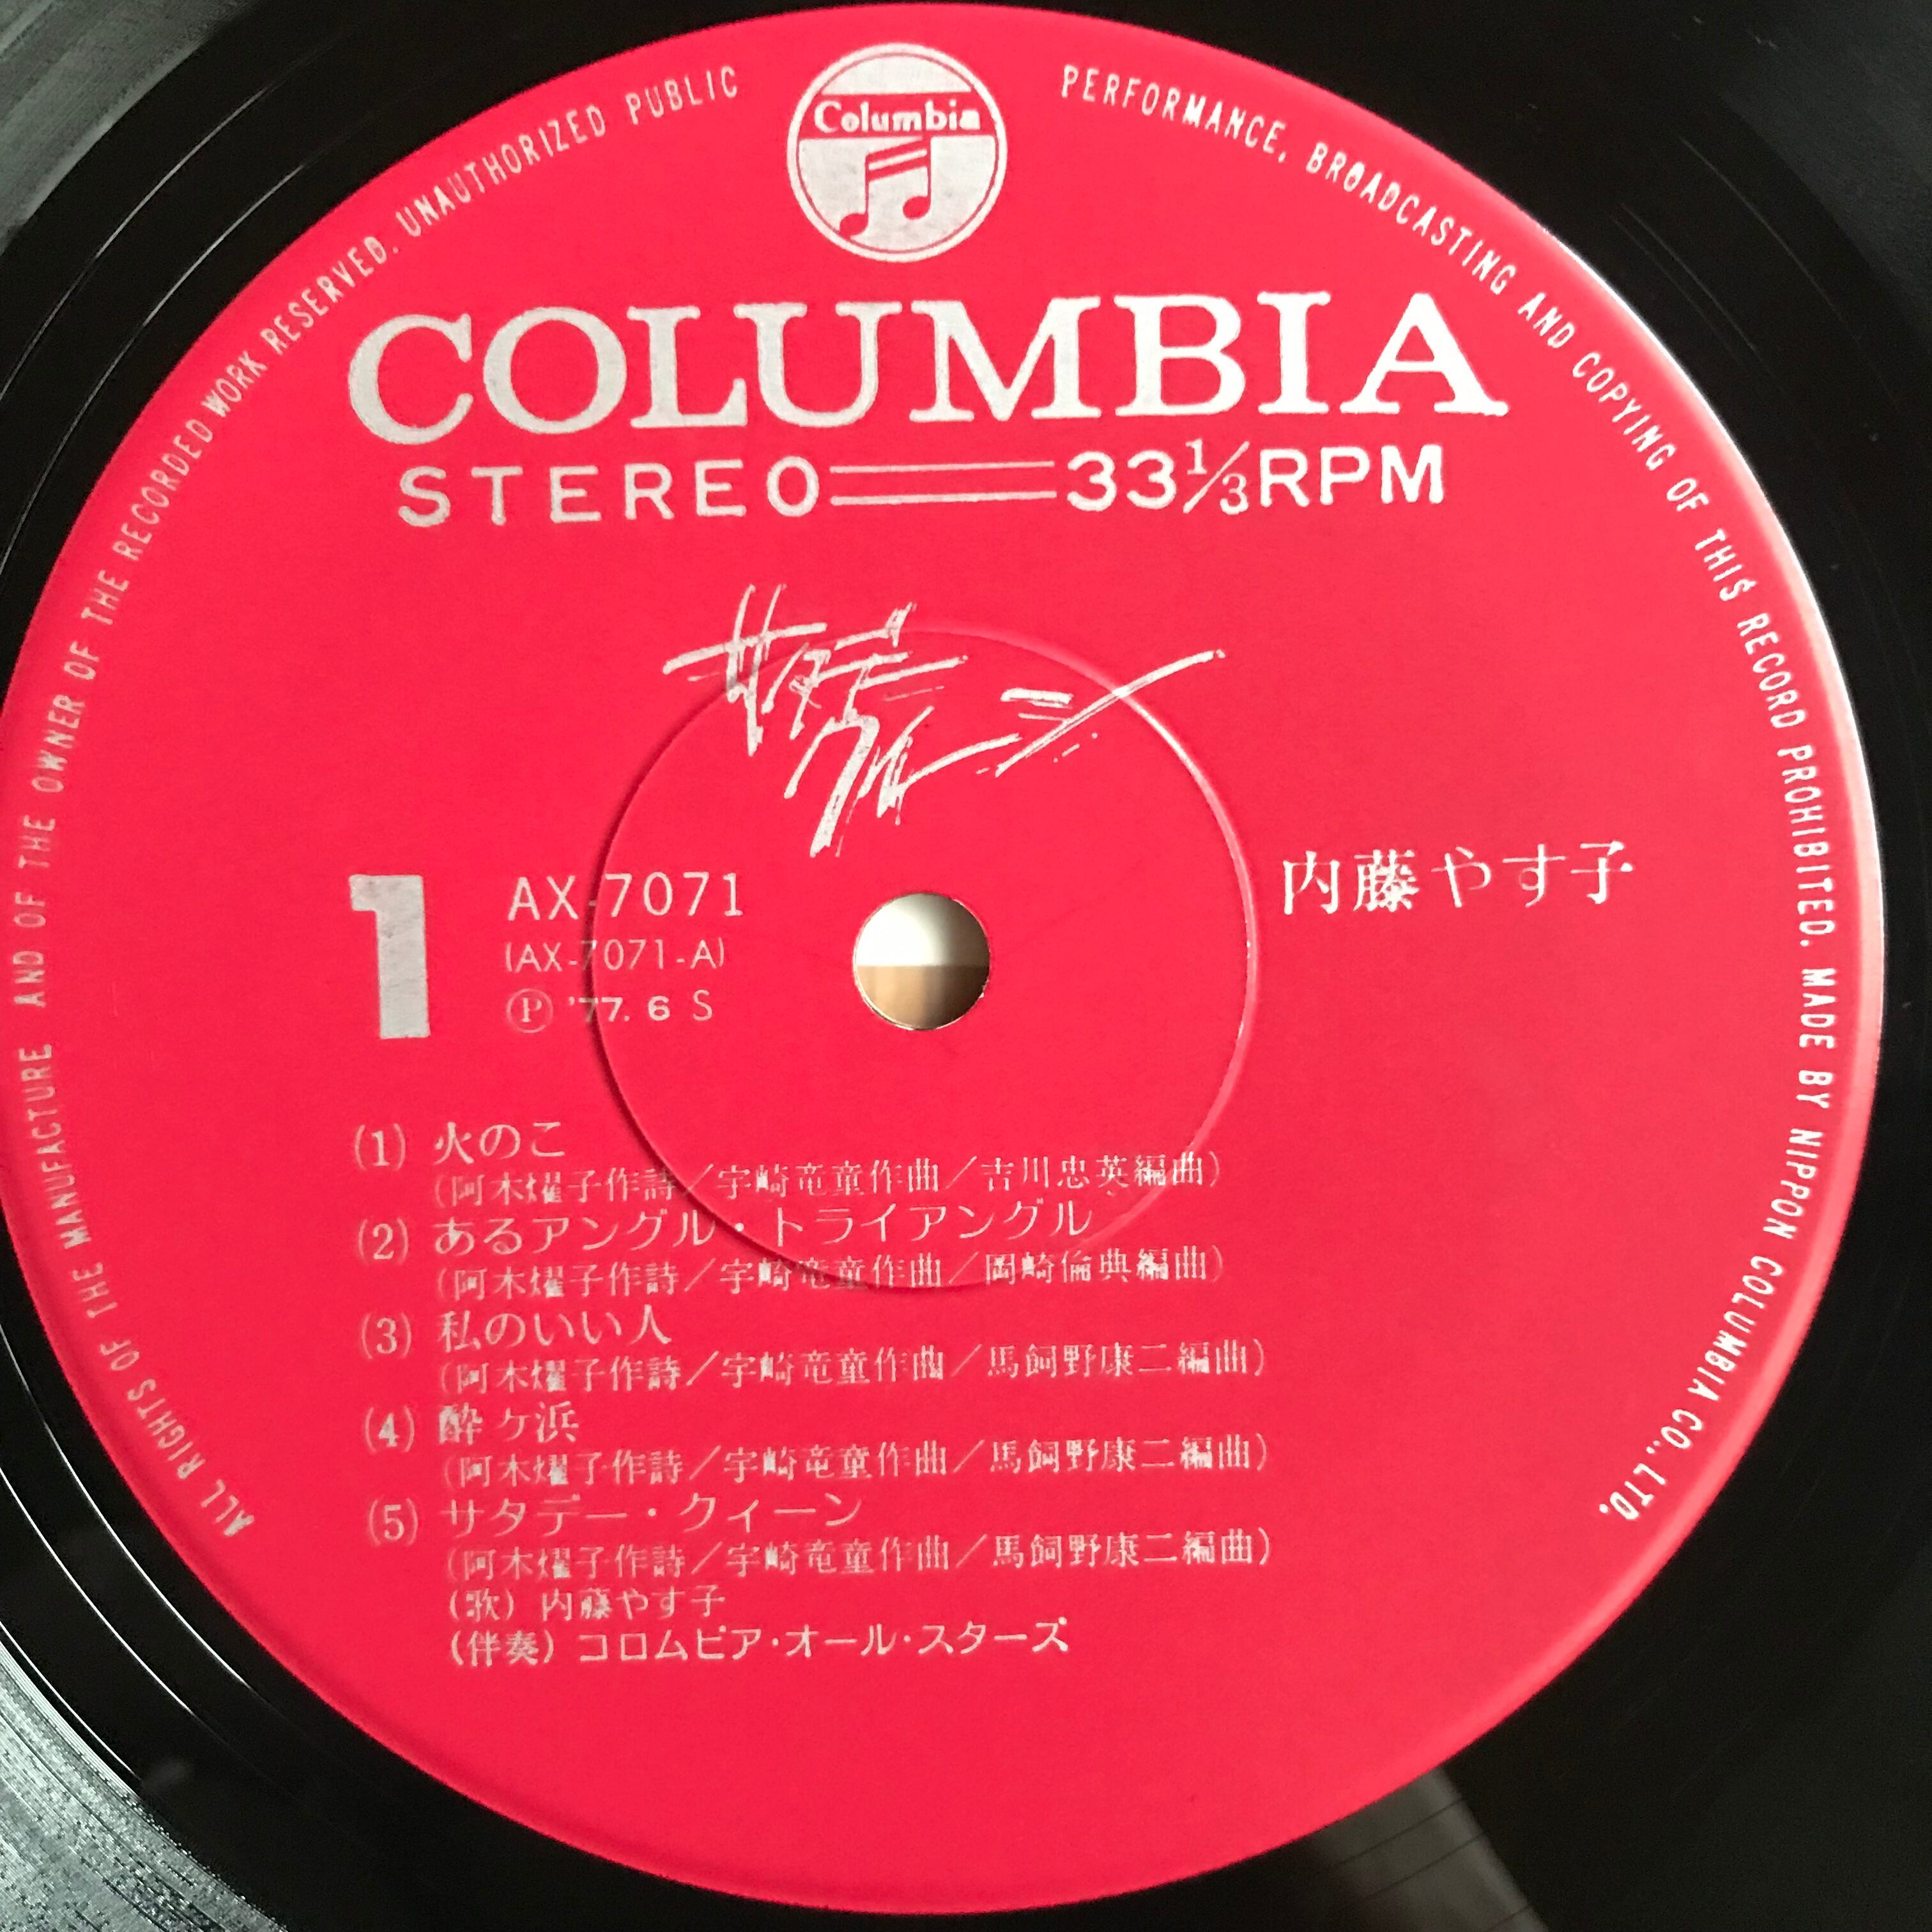 ALL RIGHTS OF THE MANUFACTURE AND OF THE OWNER OF THE RECORDED WORK RESERVED. UNAUTHORIZED PUBLIC PERFORMANCE, BROADCASTING AND COPYING OF THIS RECORD PROHIBITED. MADE BY NIPPON COLUMBIA CO., LTD.
Columbia
COLUMBIA
STEREO 33⅓RPM
サタデー
クィーン
内藤やす子
1
AX-7071
(AX-7071-A)
Ⓟ '77. 6 S
(1) 火のこ
(阿木燿子作詩/宇崎竜童作曲/吉川忠英編曲)
(2) あるアングル・トライアングル
(阿木燿子作詩/宇崎竜童作曲/岡崎倫典編曲)
(3) 私のいい人
(阿木燿子作詩/宇崎竜童作曲/馬飼野康二編曲)
(4) 酔ヶ浜
(阿木燿子作詩/宇崎竜童作曲/馬飼野康二編曲)
(5) サタデー・クィーン
(阿木燿子作詩/宇崎竜童作曲/馬飼野康二編曲)
(歌) 内藤やす子
(伴奏) コロムビア・オール・スターズ